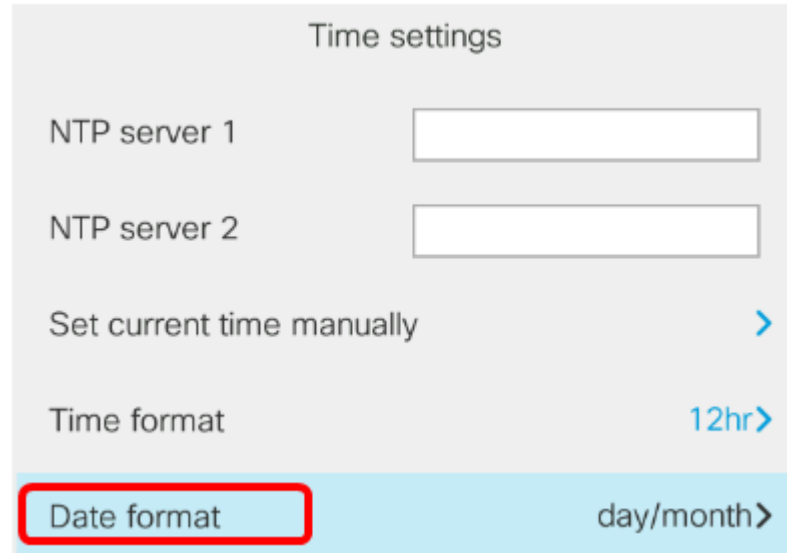 Time settings
NTP server 1
NTP server 2
Set current time manually
Time format 12hr
Date format day/month